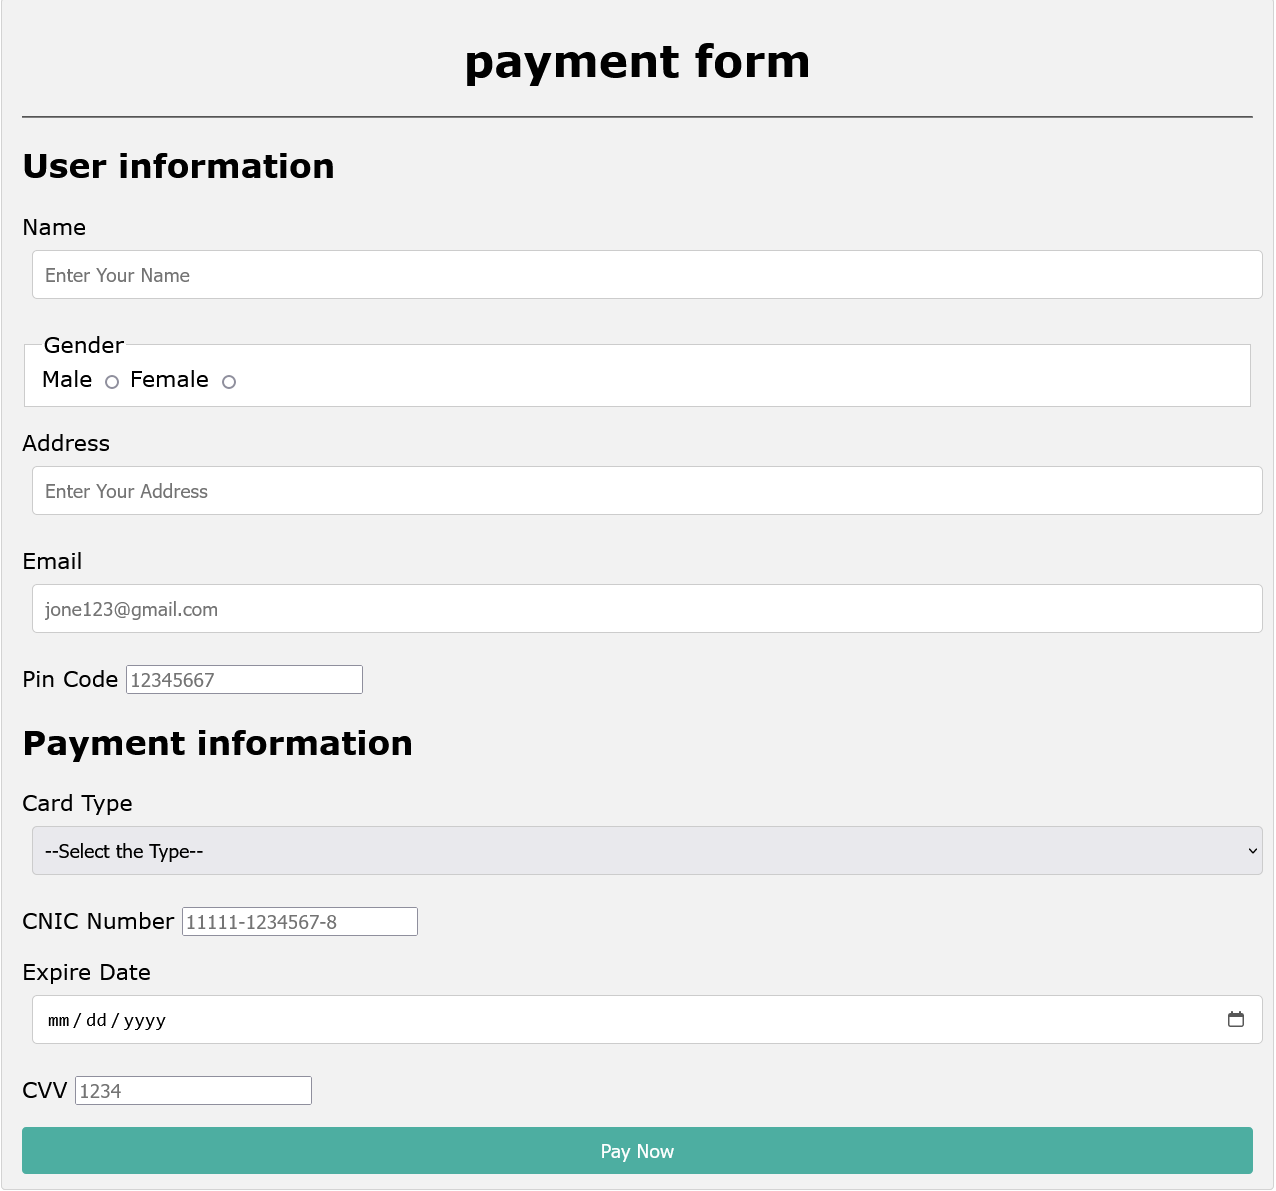 payment form
User information
Name
Enter Your Name
Gender
Male Female
Address
Enter Your Address
Email
jone123@gmail.com
Pin Code 12345667
Payment information
Card Type
--Select the Type--
CNIC Number 11111-1234567-8
Expire Date
mm/dd/yyyy
CVV 1234
Pay Now